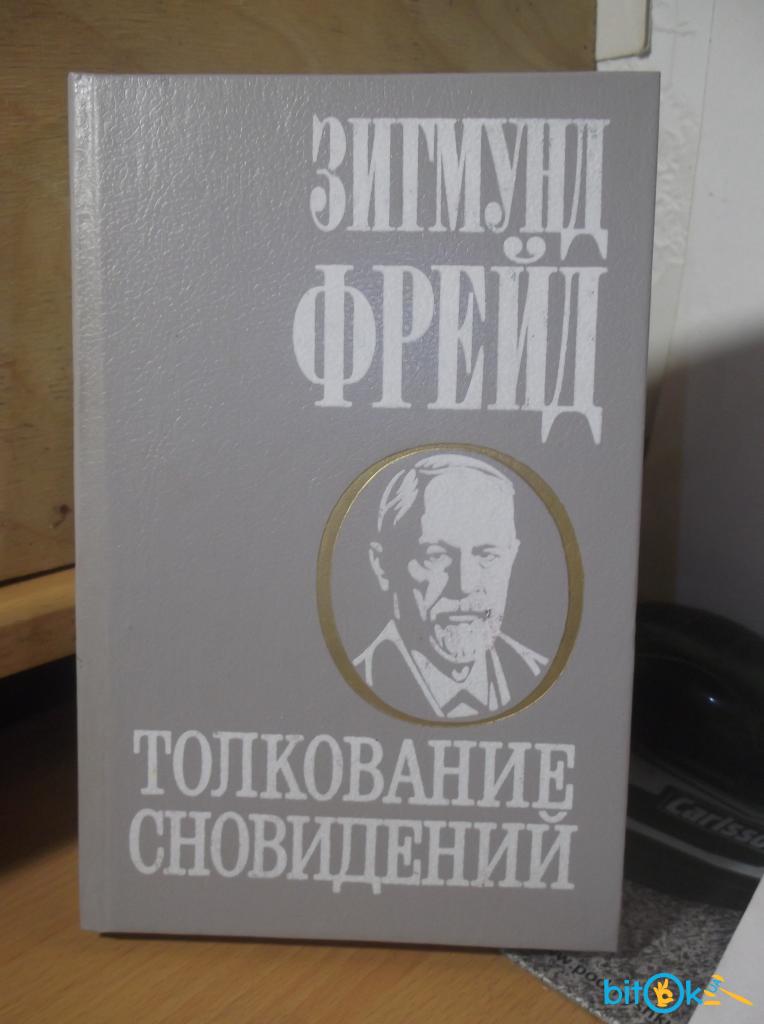 ЗИГМУНД
ФРЕЙД
ТОЛКОВАНИЕ
СНОВИДЕНИЙ
bitok